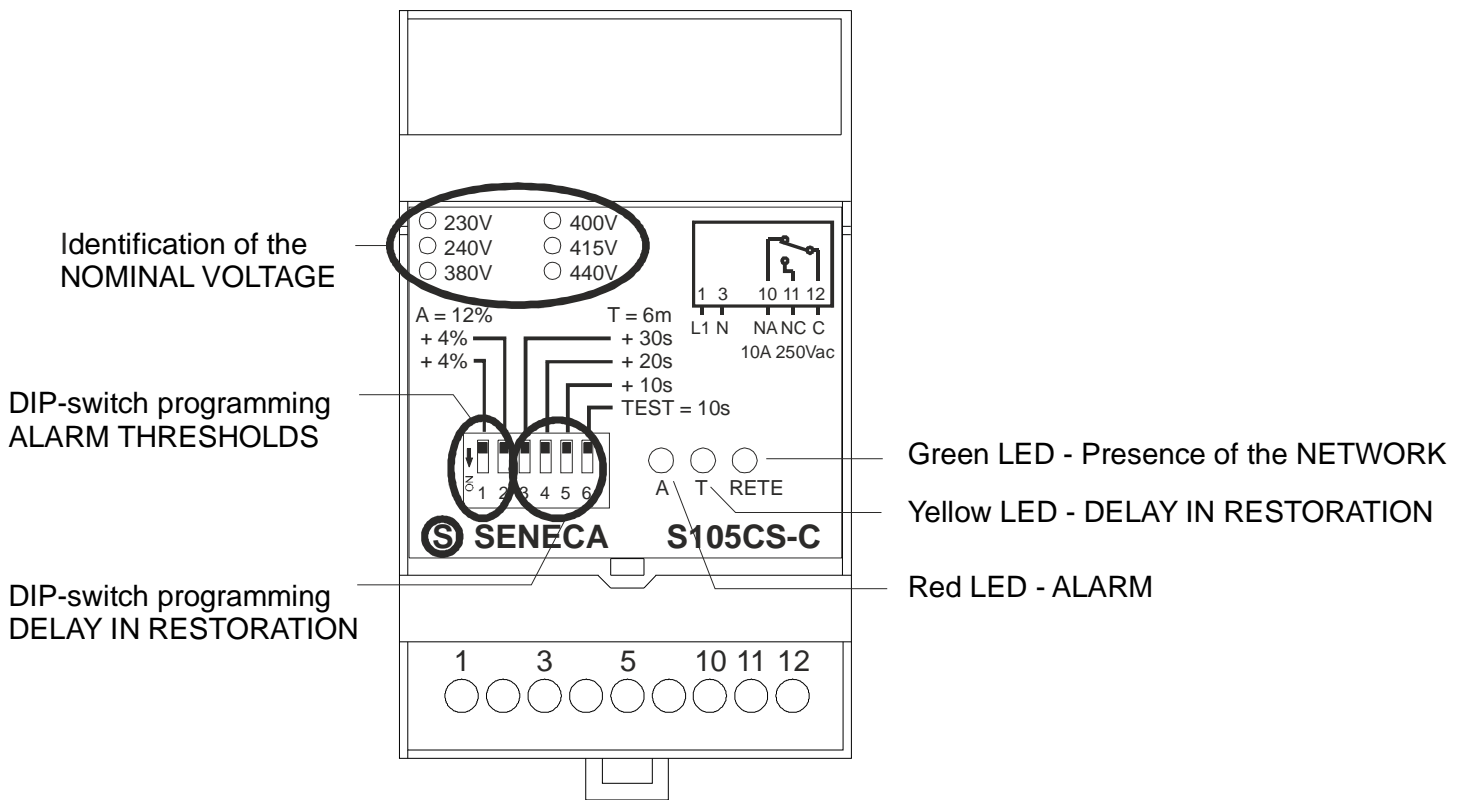 Identification of the
NOMINAL VOLTAGE
230V 400V
240V 415V
380V 440V
1 3 10 11 12
L1 N NA NC C
10A 250Vac
A = 12% T = 6m
+ 4% + 30s
+ 4% + 20s
+ 10s
TEST = 10s
DIP-switch programming
ALARM THRESHOLDS
ON
1 2 3 4 5 6
A T RETE
Green LED - Presence of the NETWORK
Yellow LED - DELAY IN RESTORATION
Red LED - ALARM
S SENECA S105CS-C
DIP-switch programming
DELAY IN RESTORATION
1 3 5 10 11 12